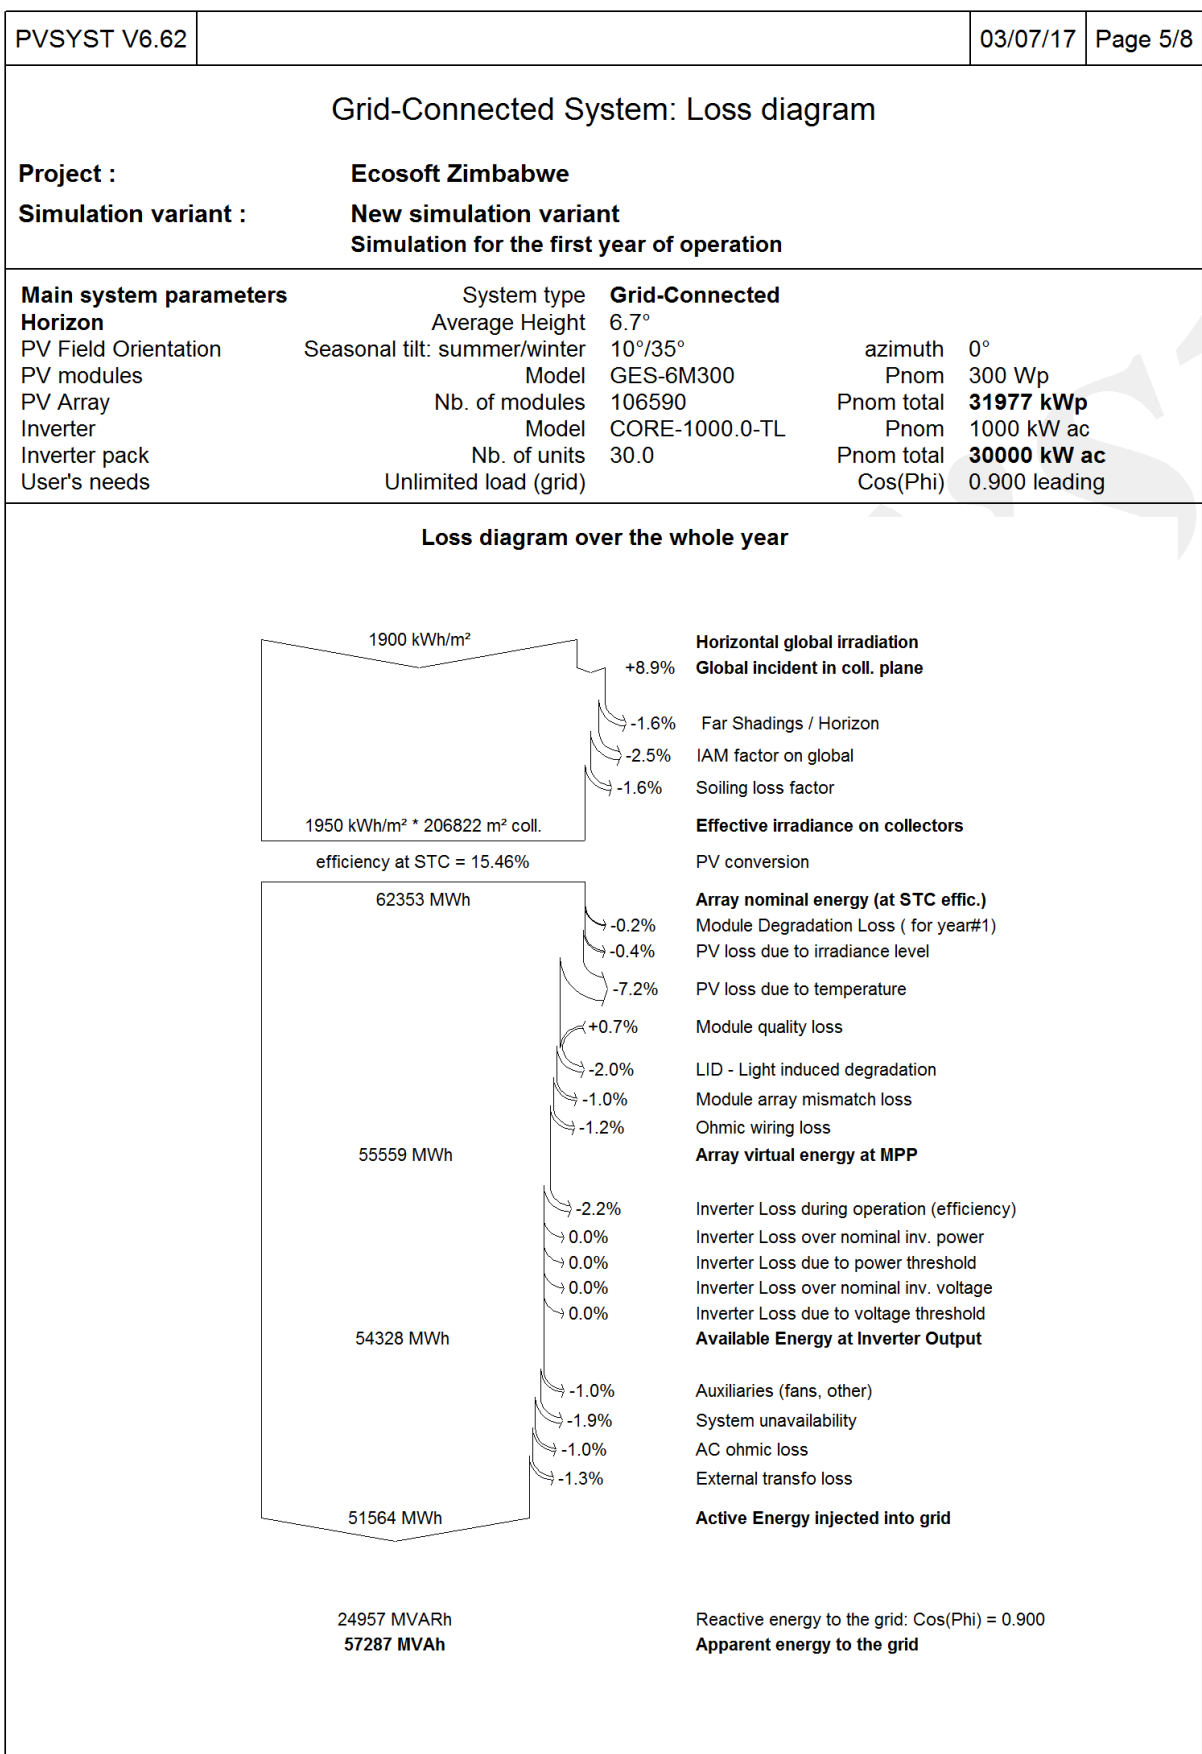 PVSYST V6.62 03/07/17 Page 5/8
Grid-Connected System: Loss diagram
Project : Ecosoft Zimbabwe
Simulation variant : New simulation variant
Simulation for the first year of operation
Main system parameters System type Grid-Connected
Horizon Average Height 6.7°
PV Field Orientation Seasonal tilt: summer/winter 10°/35° azimuth 0°
PV modules Model GES-6M300 Pnom 300 Wp
PV Array Nb. of modules 106590 Pnom total 31977 kWp
Inverter Model CORE-1000.0-TL Pnom 1000 kW ac
Inverter pack Nb. of units 30.0 Pnom total 30000 kW ac
User's needs Unlimited load (grid) Cos(Phi) 0.900 leading
Loss diagram over the whole year
1900 kWh/m² Horizontal global irradiation
+8.9% Global incident in coll. plane
-1.6% Far Shadings / Horizon
-2.5% IAM factor on global
-1.6% Soiling loss factor
1950 kWh/m² * 206822 m² coll. Effective irradiance on collectors
efficiency at STC = 15.46% PV conversion
62353 MWh Array nominal energy (at STC effic.)
-0.2% Module Degradation Loss ( for year#1)
-0.4% PV loss due to irradiance level
-7.2% PV loss due to temperature
+0.7% Module quality loss
-2.0% LID - Light induced degradation
-1.0% Module array mismatch loss
-1.2% Ohmic wiring loss
55559 MWh Array virtual energy at MPP
-2.2% Inverter Loss during operation (efficiency)
0.0% Inverter Loss over nominal inv. power
0.0% Inverter Loss due to power threshold
0.0% Inverter Loss over nominal inv. voltage
0.0% Inverter Loss due to voltage threshold
54328 MWh Available Energy at Inverter Output
-1.0% Auxiliaries (fans, other)
-1.9% System unavailability
-1.0% AC ohmic loss
-1.3% External transfo loss
51564 MWh Active Energy injected into grid
24957 MVARh Reactive energy to the grid: Cos(Phi) = 0.900
57287 MVAh Apparent energy to the grid